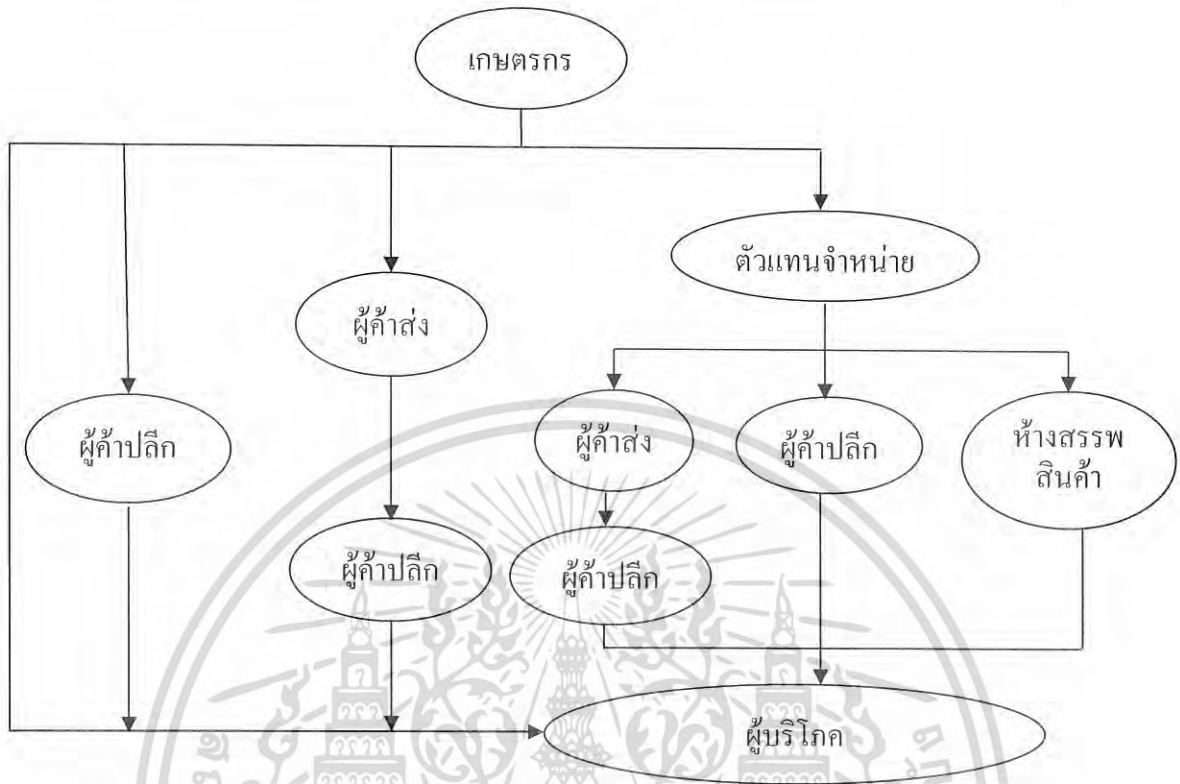 เกษตรกร
ตัวแทนจำหน่าย
ผู้ค้าส่ง
ผู้ค้าปลีก
ผู้ค้าส่ง
ผู้ค้าปลีก
ห้างสรรพ
สินค้า
ผู้ค้าปลีก
ผู้ค้าปลีก
ผู้บริโภค